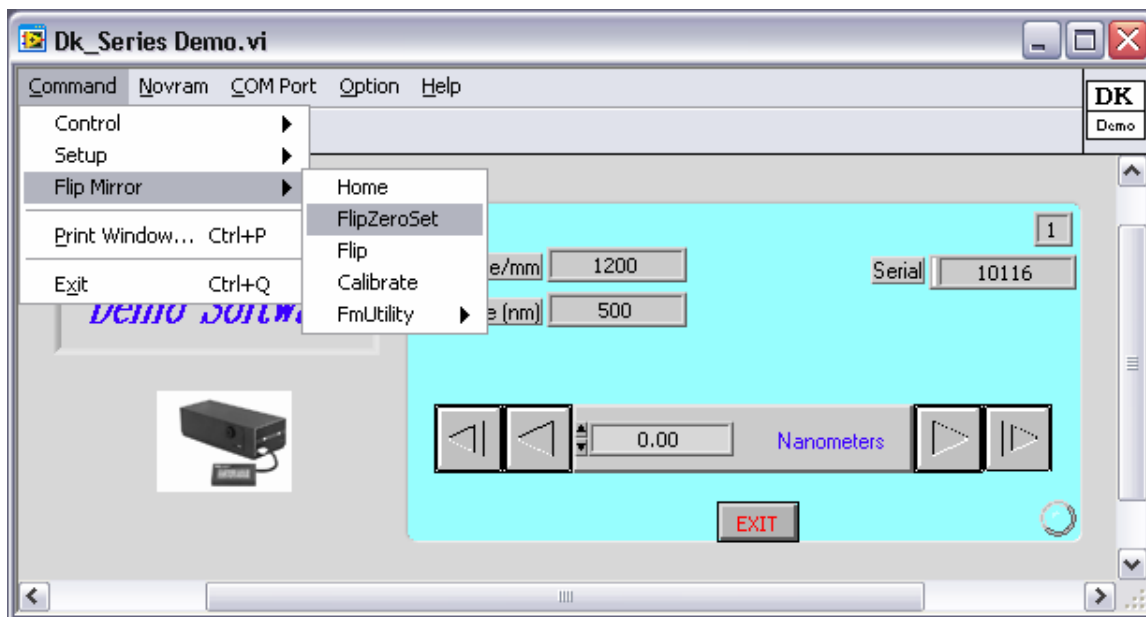 Dk_Series Demo.vi
Command Novram COM Port Option Help
DK
Demo
Control
Setup
Flip Mirror
Print Window... Ctrl+P
Exit Ctrl+Q
Home
FlipZeroSet
Flip
Calibrate
FmUtility
1
e/mm 1200
Serial 10116
e (nm) 500
Demo
0.00 Nanometers
EXIT